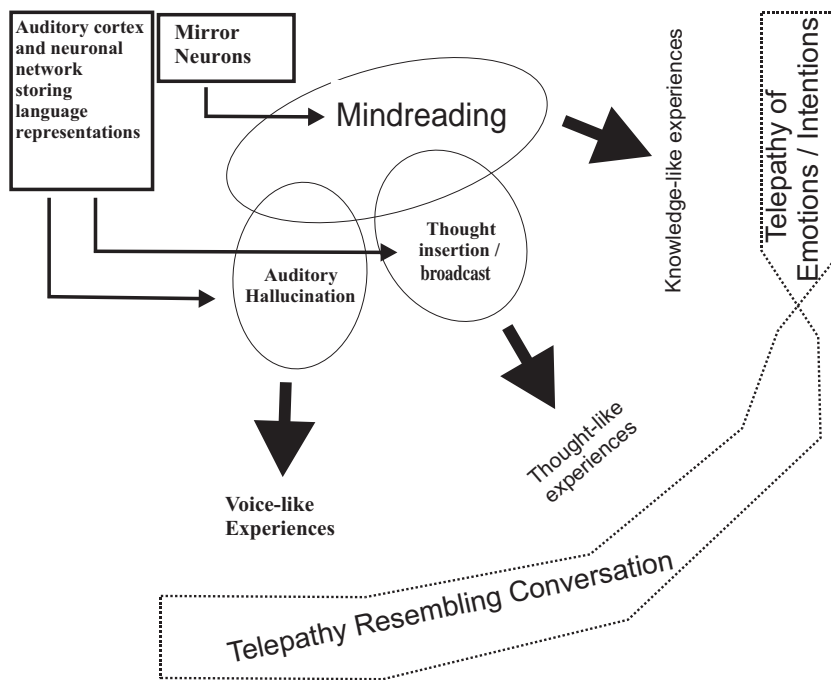 Auditory cortex
and neuronal
network
storing
language
representations
Mirror
Neurons
Mindreading
Thought
insertion /
broadcast
Auditory
Hallucination
Knowledge-like experiences
Telepathy of
Emotions / Intentions
Thought-like
experiences
Voice-like
Experiences
Telepathy Resembling Conversation